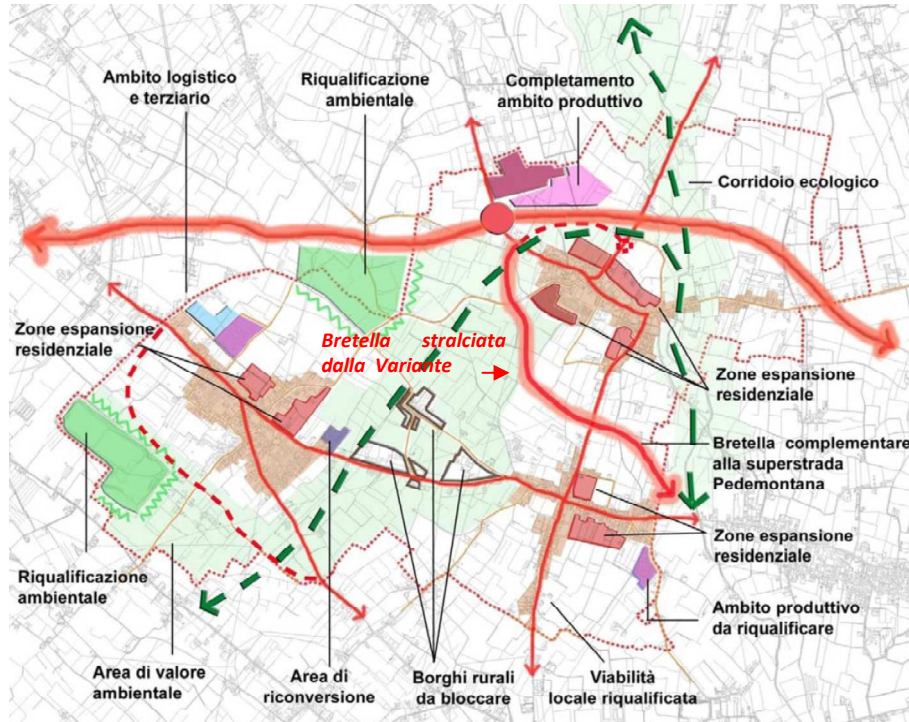 Ambito logistico
e terziario
Riqualificazione
ambientale
Completamento
ambito produttivo
Corridoio ecologico
Zone espansione
residenziale
Bretella stralciata
dalla Variante
Zone espansione
residenziale
Bretella complementare
alla superstrada
Pedemontana
Zone espansione
residenziale
Riqualificazione
ambientale
Ambito produttivo
da riqualificare
Area di valore
ambientale
Area di
riconversione
Borghi rurali
da bloccare
Viabilità
locale riqualificata